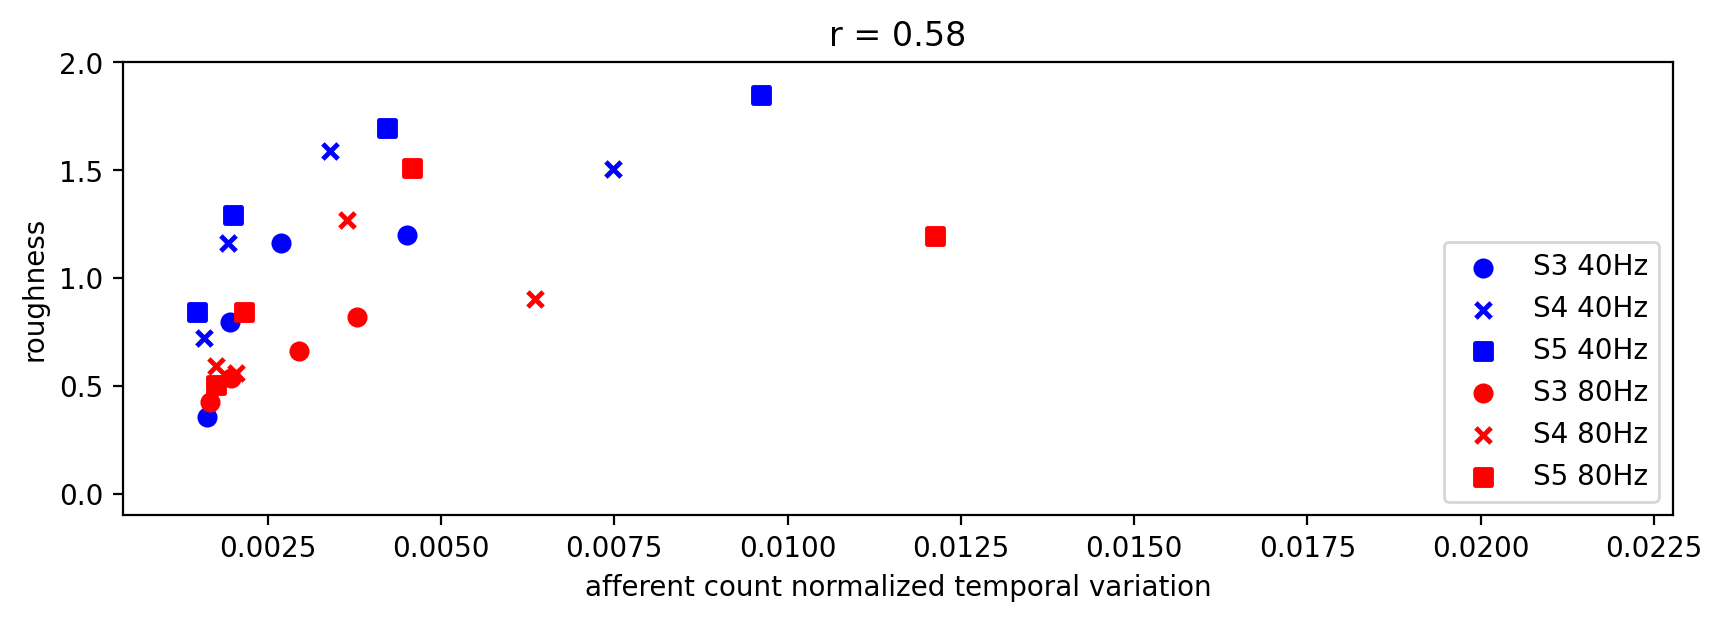 r = 0.58
2.0
1.5
1.0
0.5
0.0
roughness
S3 40Hz
S4 40Hz
S5 40Hz
S3 80Hz
S4 80Hz
S5 80Hz
0.0025 0.0050 0.0075 0.0100 0.0125 0.0150 0.0175 0.0200 0.0225
afferent count normalized temporal variation